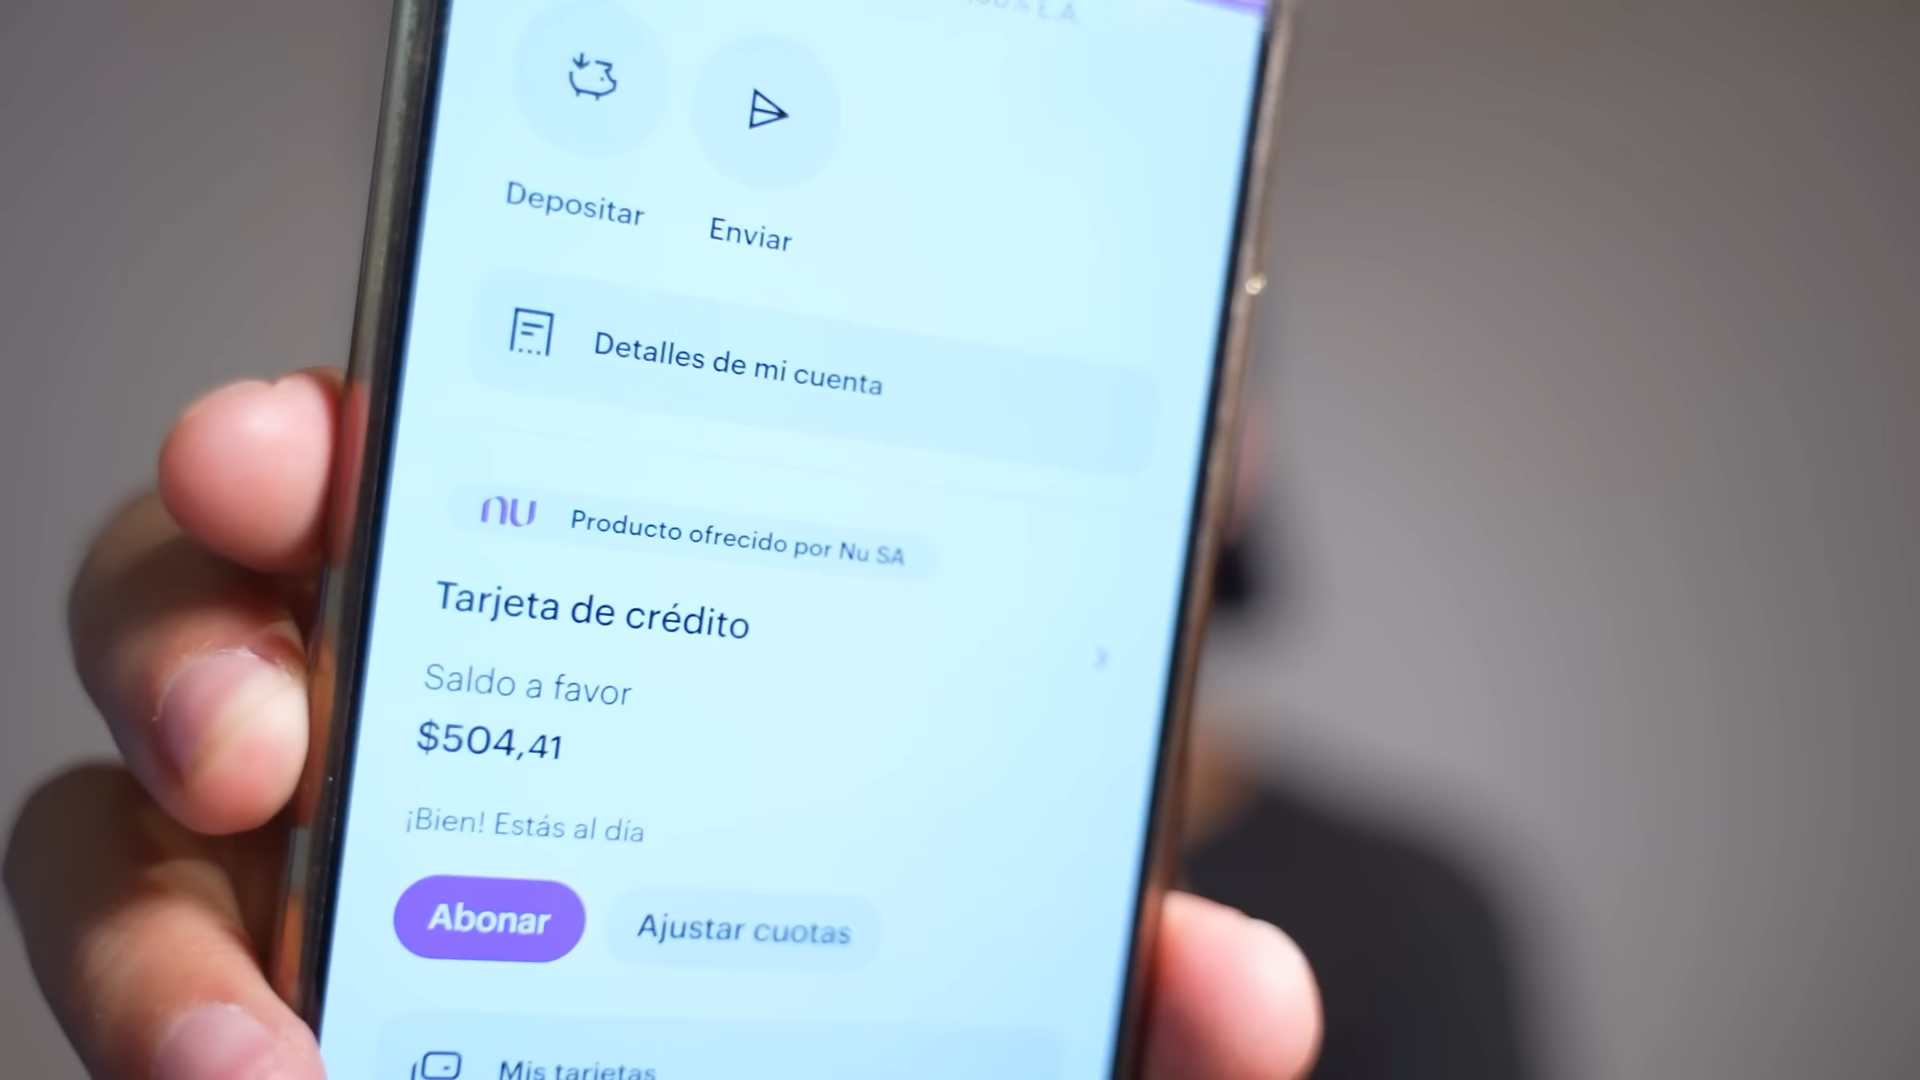 E.A.
Depositar
Enviar
Detalles de mi cuenta
nu Producto ofrecido por Nu SA
Tarjeta de crédito
Saldo a favor
$504,41
¡Bien! Estás al día
Abonar
Ajustar cuotas
Mis tarjetas